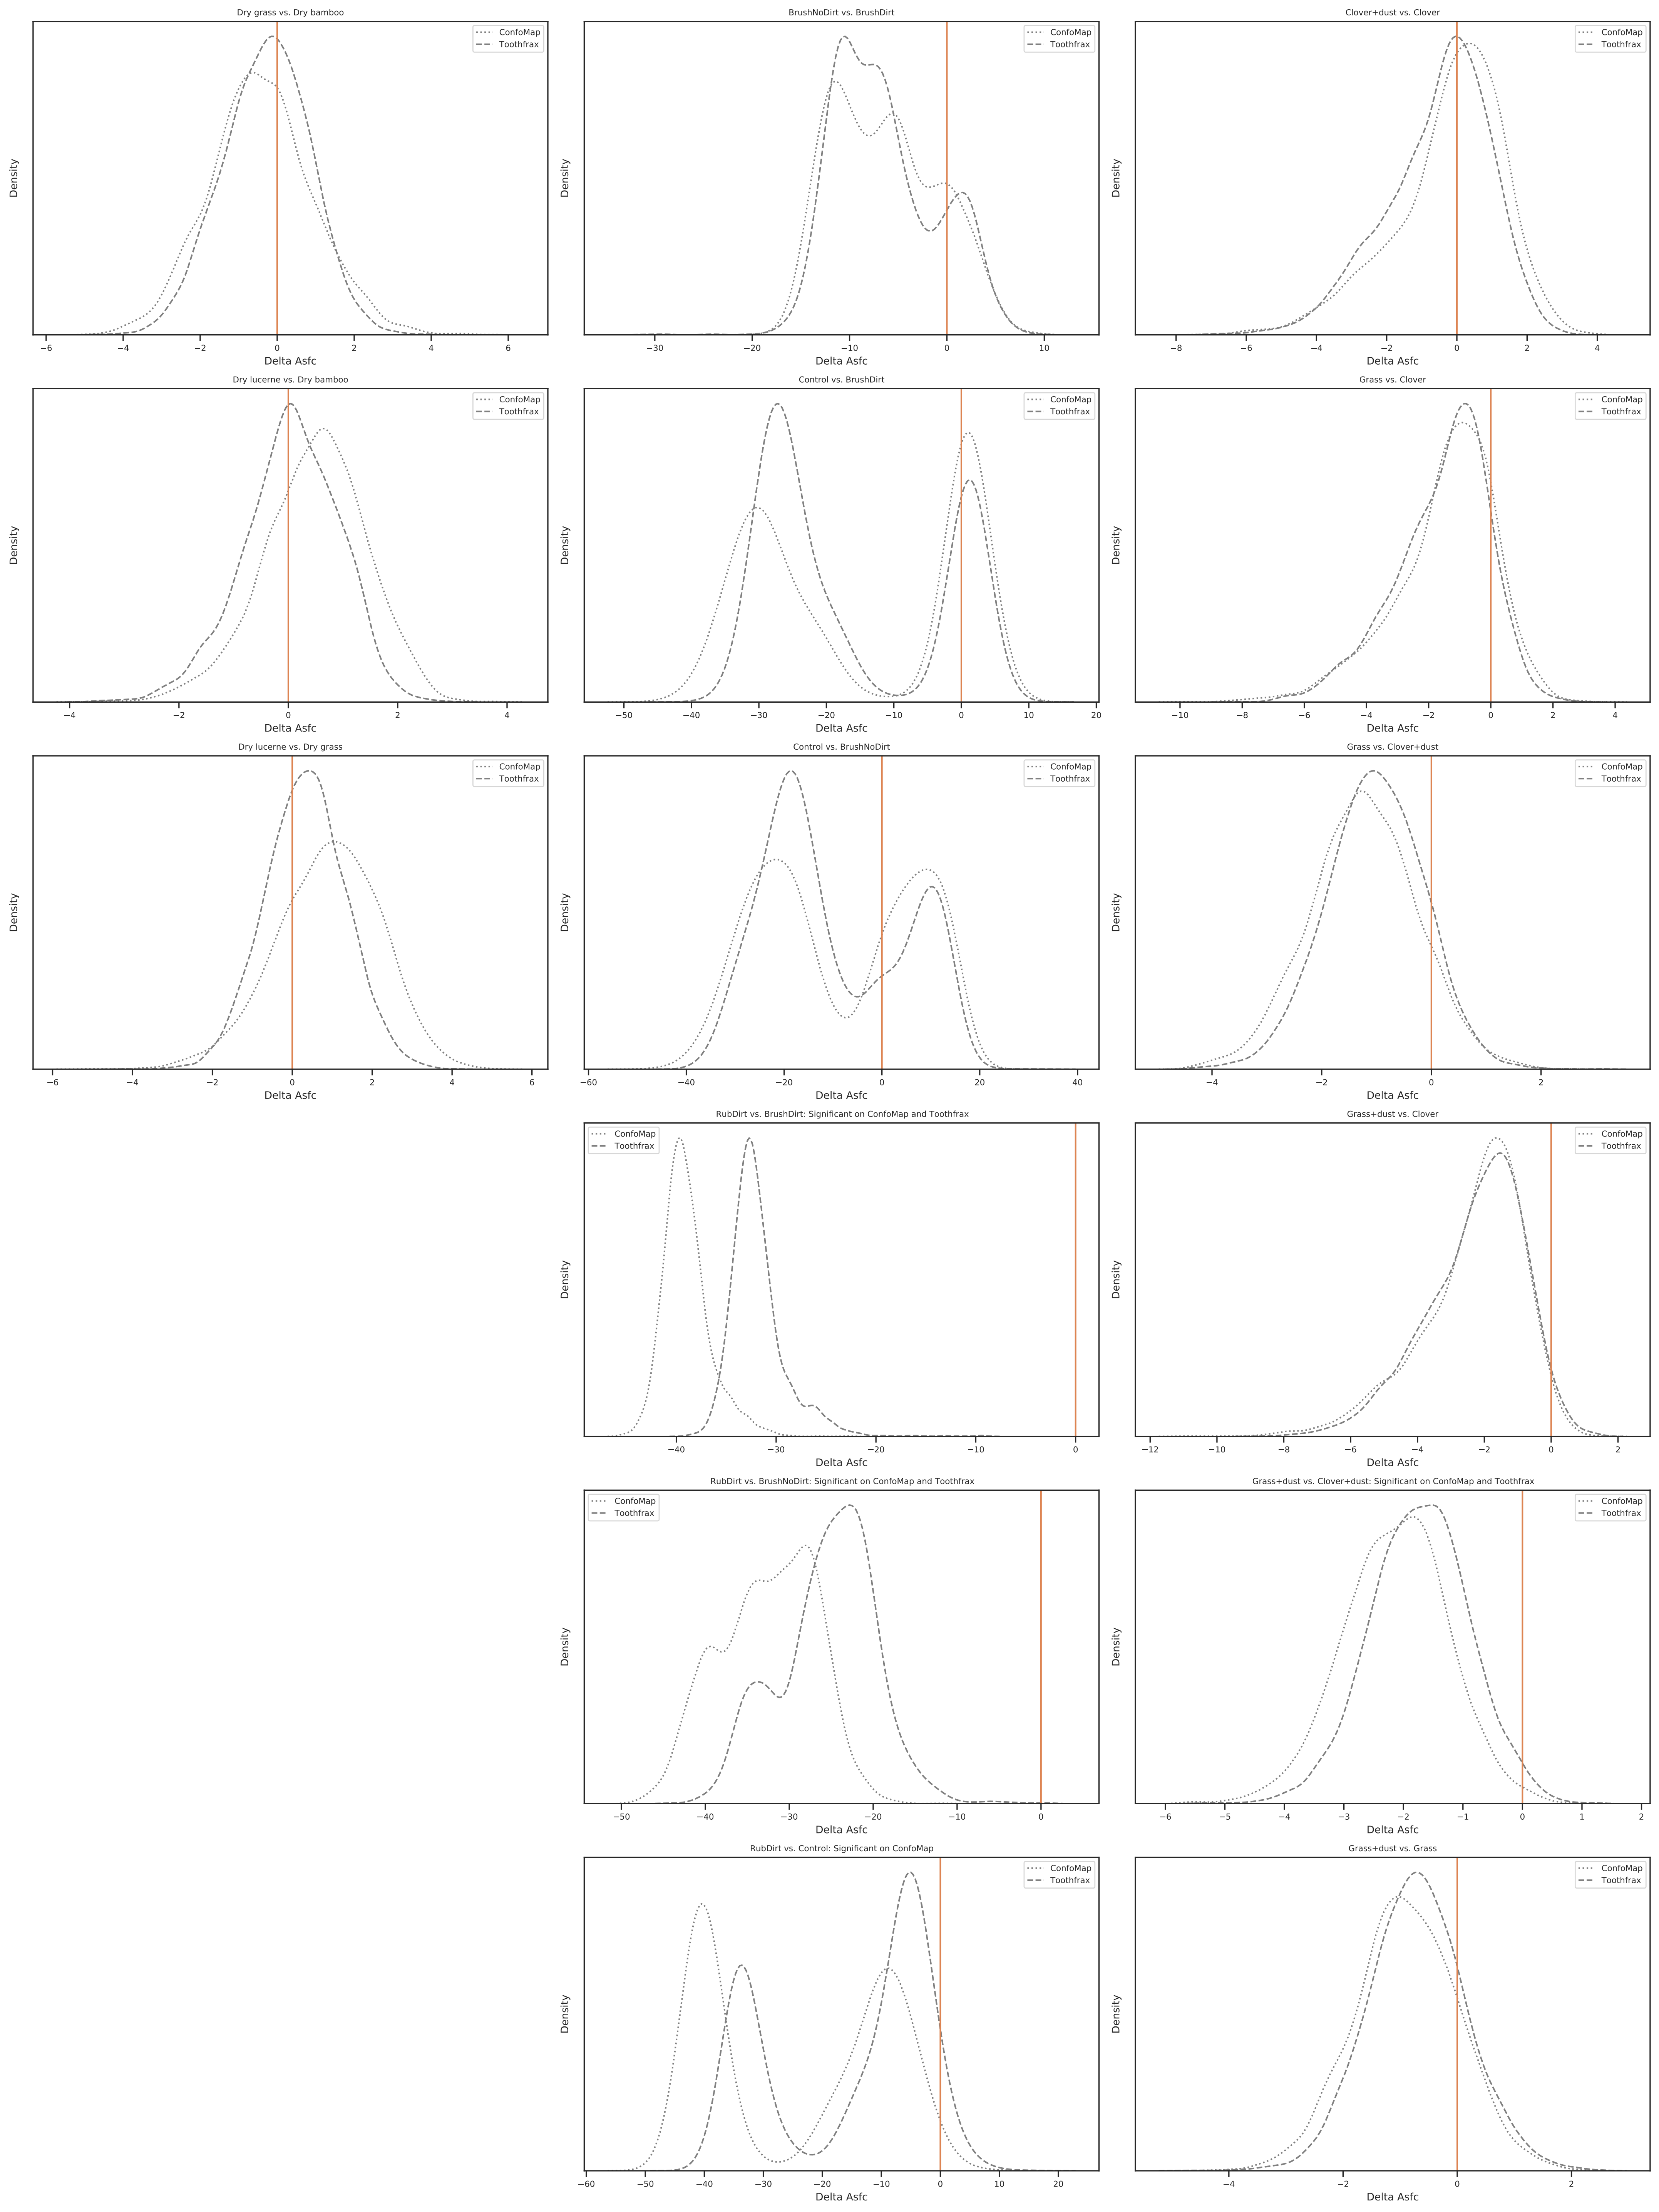 Dry grass vs. Dry bamboo
Density
ConfoMap
Toothfrax
−6 −4 −2 0 2 4 6
Delta Asfc
BrushNoDirt vs. BrushDirt
Density
ConfoMap
Toothfrax
−30 −20 −10 0 10
Delta Asfc
Clover+dust vs. Clover
Density
ConfoMap
Toothfrax
−8 −6 −4 −2 0 2 4
Delta Asfc
Dry lucerne vs. Dry bamboo
Density
ConfoMap
Toothfrax
−4 −2 0 2 4
Delta Asfc
Control vs. BrushDirt
Density
ConfoMap
Toothfrax
−50 −40 −30 −20 −10 0 10 20
Delta Asfc
Grass vs. Clover
Density
ConfoMap
Toothfrax
−10 −8 −6 −4 −2 0 2 4
Delta Asfc
Dry lucerne vs. Dry grass
Density
ConfoMap
Toothfrax
−6 −4 −2 0 2 4 6
Delta Asfc
Control vs. BrushNoDirt
Density
ConfoMap
Toothfrax
−60 −40 −20 0 20 40
Delta Asfc
Grass vs. Clover+dust
Density
ConfoMap
Toothfrax
−4 −2 0 2
Delta Asfc
RubDirt vs. BrushDirt: Significant on ConfoMap and Toothfrax
Density
ConfoMap
Toothfrax
−40 −30 −20 −10 0
Delta Asfc
Grass+dust vs. Clover
Density
ConfoMap
Toothfrax
−12 −10 −8 −6 −4 −2 0 2
Delta Asfc
RubDirt vs. BrushNoDirt: Significant on ConfoMap and Toothfrax
Density
ConfoMap
Toothfrax
−50 −40 −30 −20 −10 0
Delta Asfc
Grass+dust vs. Clover+dust: Significant on ConfoMap and Toothfrax
Density
ConfoMap
Toothfrax
−6 −5 −4 −3 −2 −1 0 1 2
Delta Asfc
RubDirt vs. Control: Significant on ConfoMap
Density
ConfoMap
Toothfrax
−60 −50 −40 −30 −20 −10 0 10 20
Delta Asfc
Grass+dust vs. Grass
Density
ConfoMap
Toothfrax
−4 −2 0 2
Delta Asfc